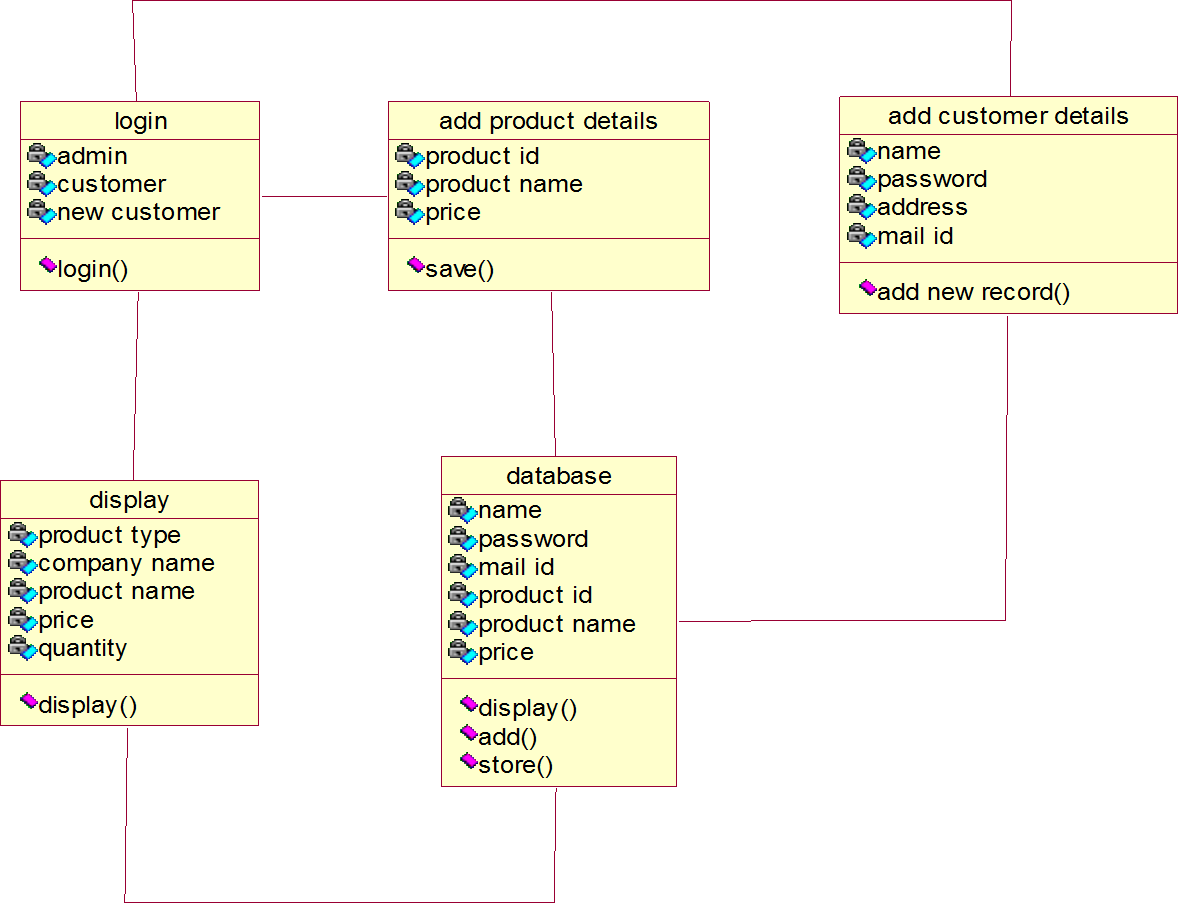 login
admin
customer
new customer
login()
add product details
product id
product name
price
save()
add customer details
name
password
address
mail id
add new record()
display
product type
company name
product name
price
quantity
display()
database
name
password
mail id
product id
product name
price
display()
add()
store()